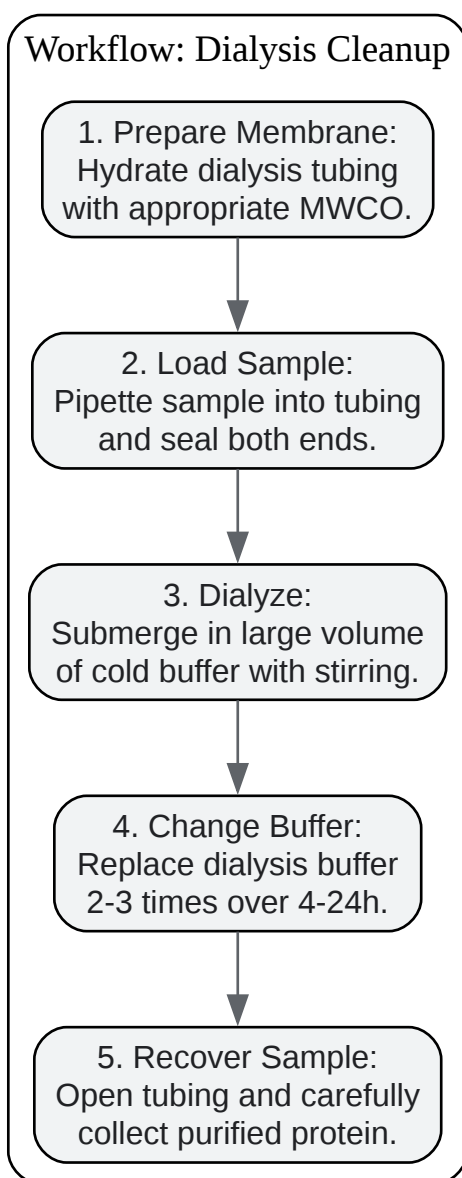 Workflow: Dialysis Cleanup
1. Prepare Membrane:
Hydrate dialysis tubing
with appropriate MWCO.
2. Load Sample:
Pipette sample into tubing
and seal both ends.
3. Dialyze:
Submerge in large volume
of cold buffer with stirring.
4. Change Buffer:
Replace dialysis buffer
2-3 times over 4-24h.
5. Recover Sample:
Open tubing and carefully
collect purified protein.